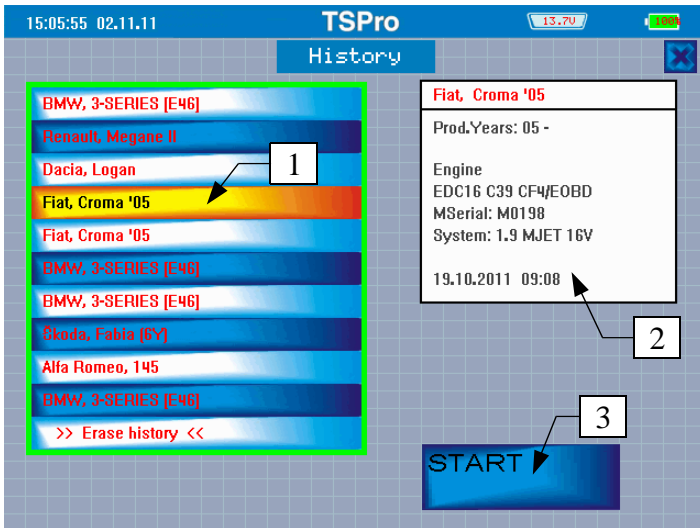 15:05:55 02.11.11
TSPro
13.7V
100%
History
BMW, 3-SERIES [E46]
Renault, Megane II
Dacia, Logan
Fiat, Croma '05
Fiat, Croma '05
BMW, 3-SERIES [E46]
BMW, 3-SERIES [E46]
Škoda, Fabia (6Y)
Alfa Romeo, 145
BMW, 3-SERIES [E46]
>> Erase history <<
1
Fiat, Croma '05
Prod.Years: 05 -
Engine
EDC16 C39 CF4/EOBD
MSerial: M0198
System: 1.9 MJET 16V
19.10.2011 09:08
2
3
START